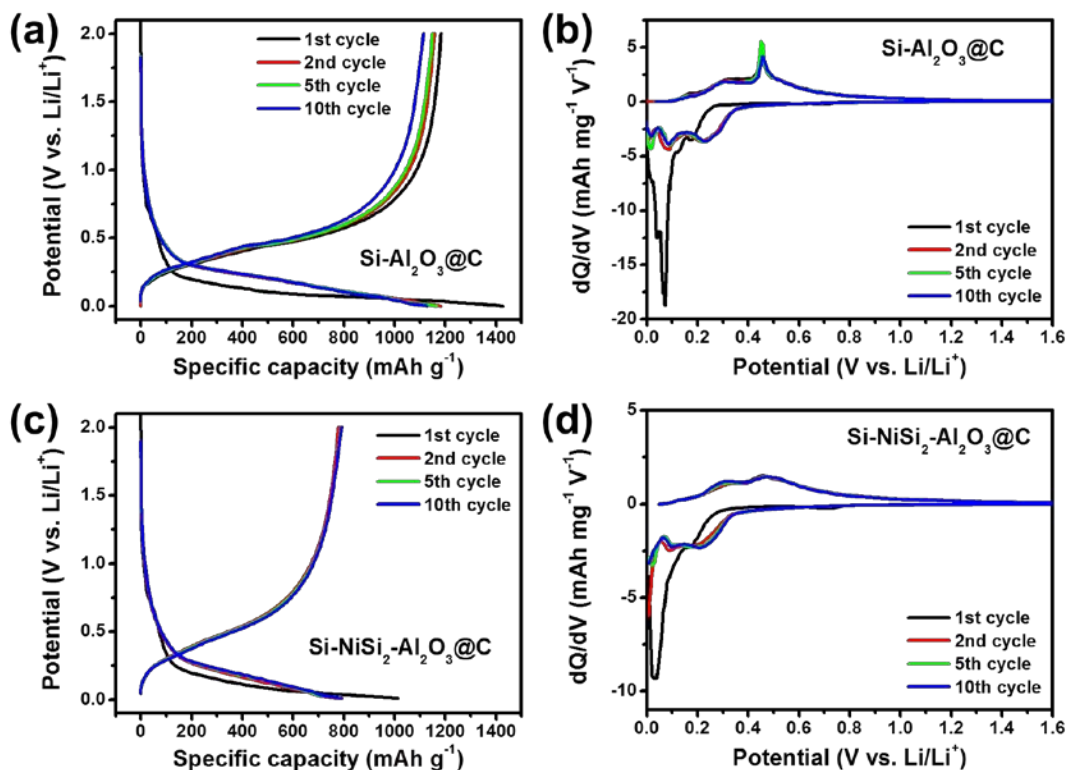 (a)
2.0
1.5
1.0
0.5
0.0
Potential (V vs. Li/Li⁺)
1st cycle
2nd cycle
5th cycle
10th cycle
Si-Al₂O₃@C
0 200 400 600 800 1000 1200 1400
Specific capacity (mAh g⁻¹)
(b)
5
0
-5
-10
-15
-20
dQ/dV (mAh mg⁻¹ V⁻¹)
Si-Al₂O₃@C
1st cycle
2nd cycle
5th cycle
10th cycle
0.0 0.2 0.4 0.6 0.8 1.0 1.2 1.4 1.6
Potential (V vs. Li/Li⁺)
(c)
2.0
1.5
1.0
0.5
0.0
Potential (V vs. Li/Li⁺)
1st cycle
2nd cycle
5th cycle
10th cycle
Si-NiSi₂-Al₂O₃@C
0 200 400 600 800 1000 1200 1400
Specific capacity (mAh g⁻¹)
(d)
5
0
-5
-10
dQ/dV (mAh mg⁻¹ V⁻¹)
Si-NiSi₂-Al₂O₃@C
1st cycle
2nd cycle
5th cycle
10th cycle
0.0 0.2 0.4 0.6 0.8 1.0 1.2 1.4 1.6
Potential (V vs. Li/Li⁺)